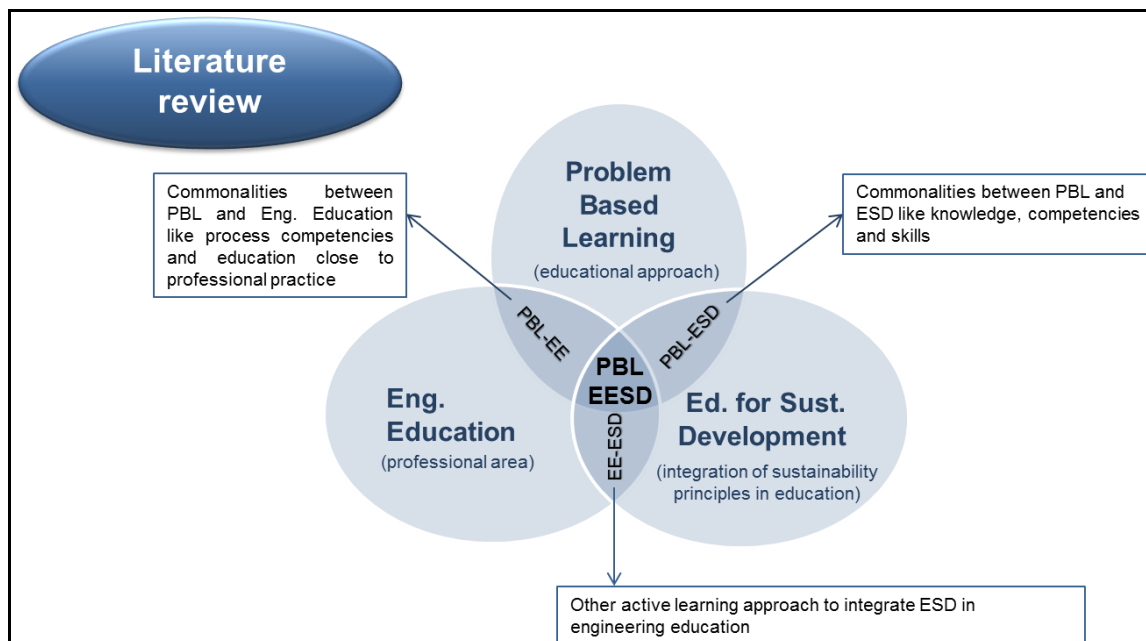 Literature
review
Problem
Based
Learning
(educational approach)
Commonalities between
PBL and Eng. Education
like process competencies
and education close to
professional practice
Commonalities between PBL and
ESD like knowledge, competencies
and skills
PBL-EE
PBL-ESD
PBL
EESD
Eng.
Education
(professional area)
EE-ESD
Ed. for Sust.
Development
(integration of sustainability
principles in education)
Other active learning approach to integrate ESD in
engineering education